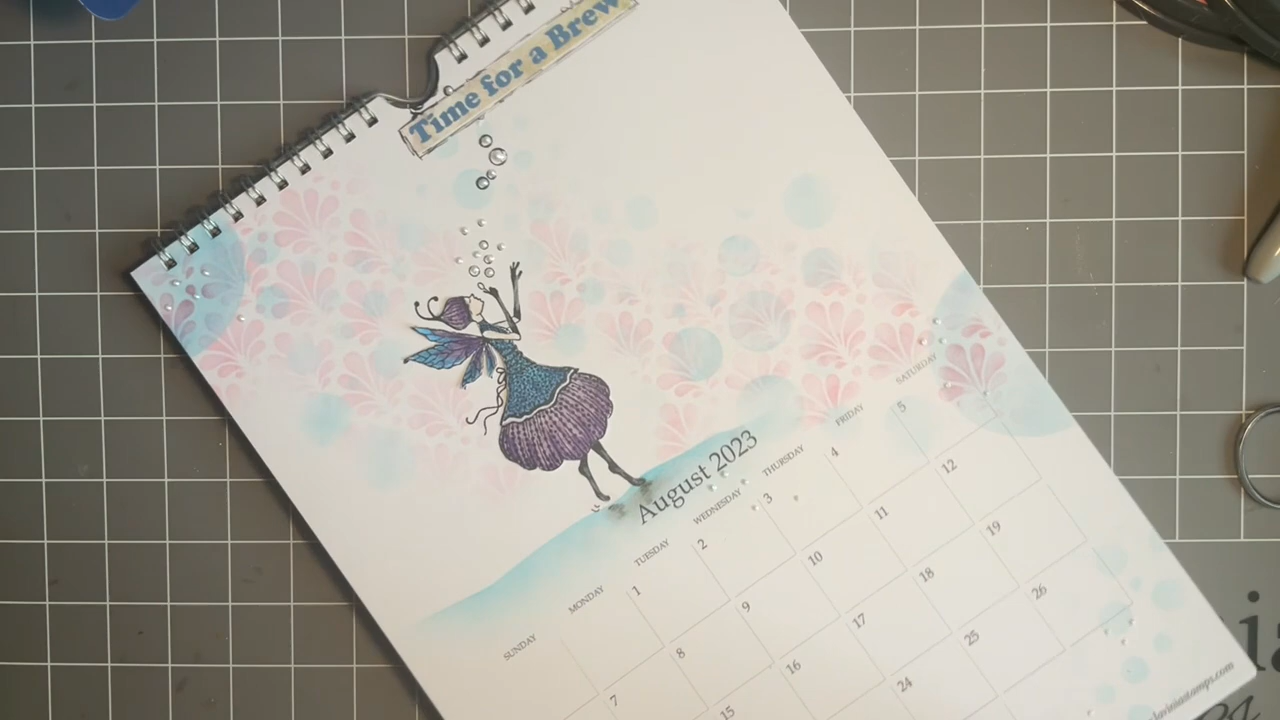 Time for a Brew
August 2023
SUNDAY MONDAY TUESDAY WEDNESDAY THURSDAY FRIDAY SATURDAY
1 2 3 4 5
7 8 9 10 11 12
15 16 17 18 19
24 25 26